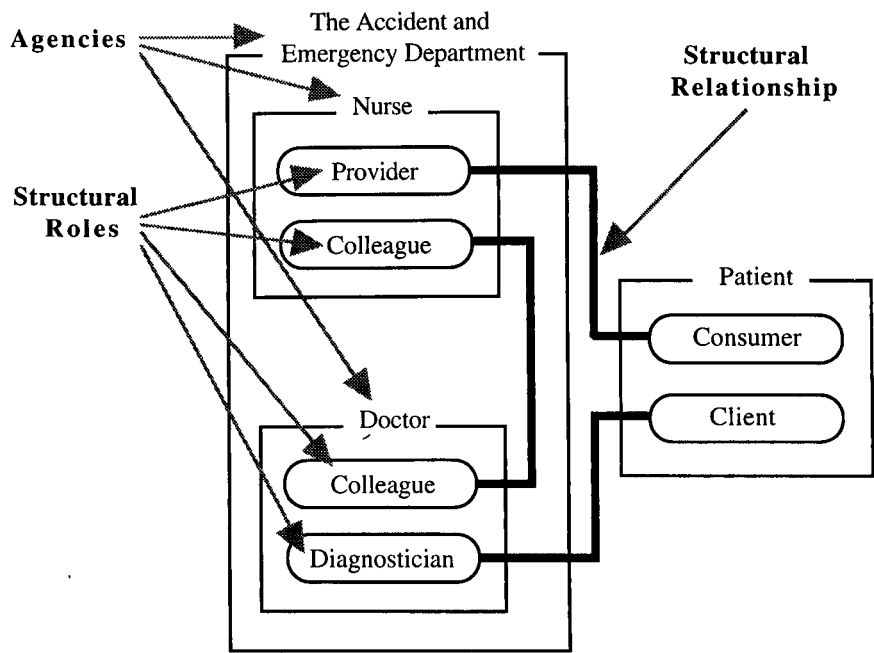 Agencies
The Accident and
Emergency Department
Structural
Relationship
Nurse
Provider
Structural
Roles
Colleague
Patient
Consumer
Client
Doctor
Colleague
Diagnostician